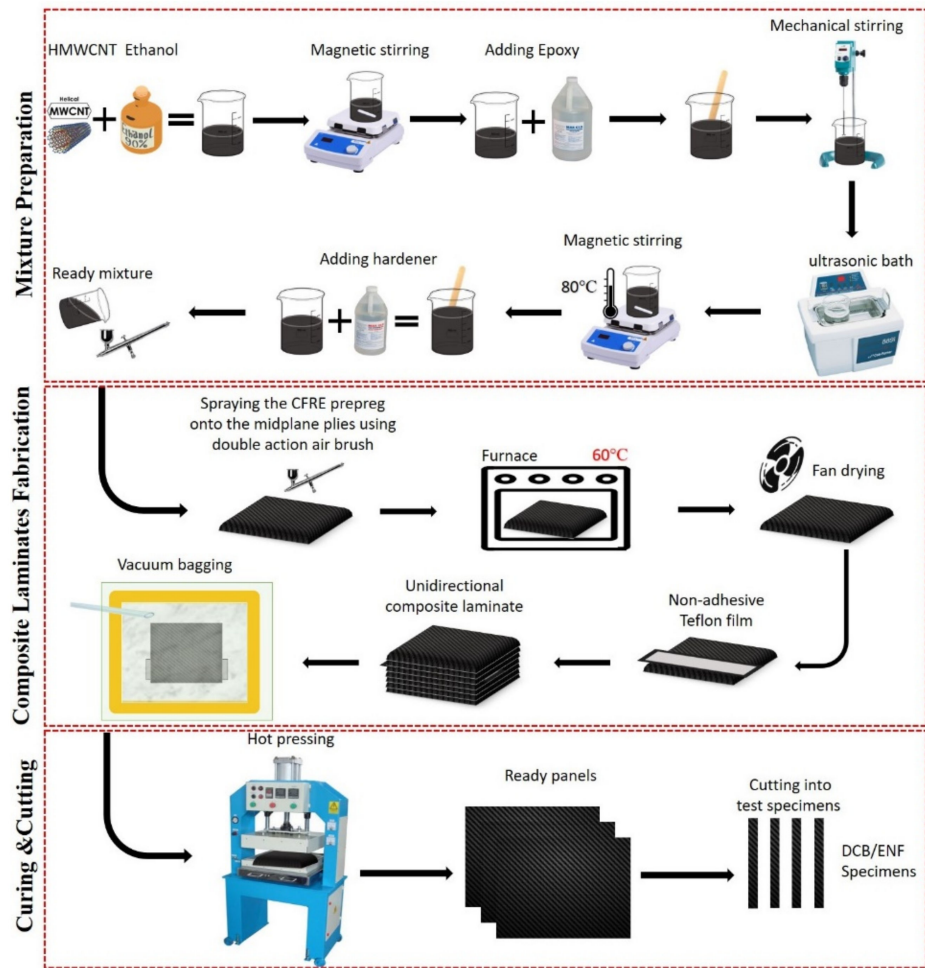 Mixture Preparation
HMWCNT Ethanol
Magnetic stirring
Adding Epoxy
Mechanical stirring
Helical
MWCNT
+
Ethanol
90%
=
+
ultrasonic bath
Magnetic stirring
80°C
Adding hardener
+
=
Ready mixture
Composite Laminates Fabrication
Spraying the CFRE prepreg
onto the midplane plies using
double action air brush
Furnace
60°C
Fan drying
Non-adhesive
Teflon film
Unidirectional
composite laminate
Vacuum bagging
Curing &Cutting
Hot pressing
Ready panels
Cutting into
test specimens
DCB/ENF
Specimens